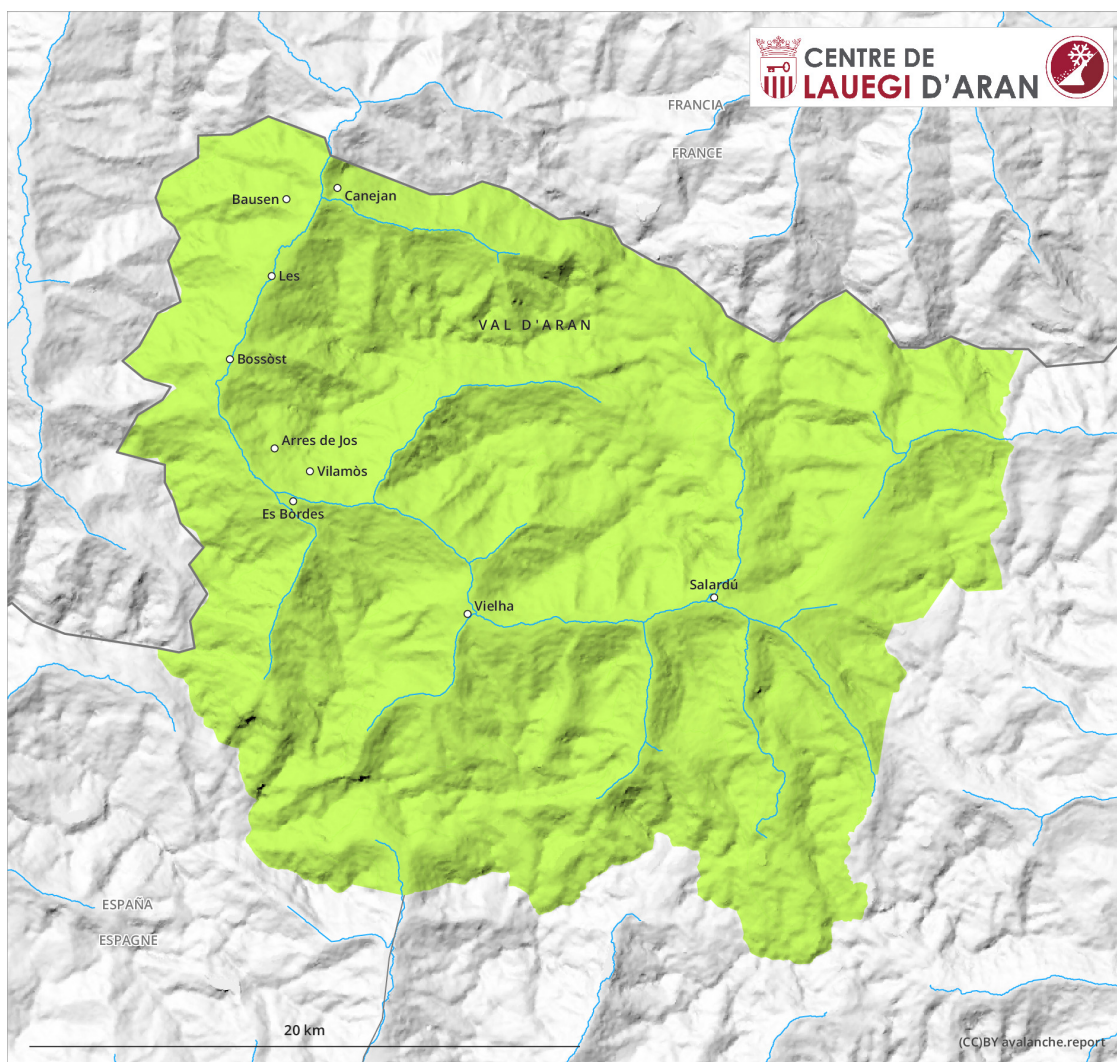 CENTRE DE
LAUEGI D'ARAN
FRANCIA
FRANCE
Bausen
Canejan
Les
VAL D'ARAN
Bossòst
Arres de Jos
Vilamòs
Es Bòrdes
Salardú
Vielha
ESPAÑA
ESPAGNE
20 km
(CC)BY avalanche.report